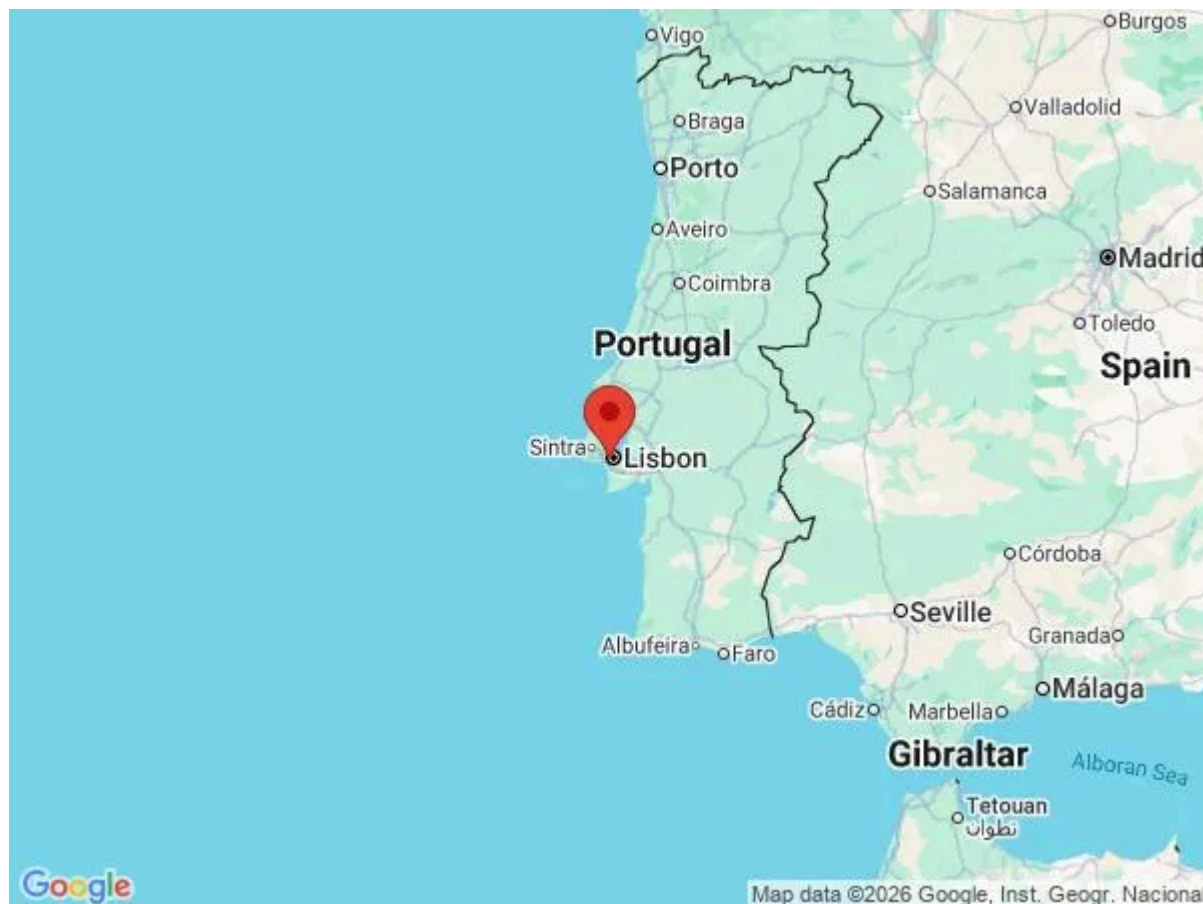 Vigo
Burgos
Valladolid
Braga
Porto
Salamanca
Aveiro
Madrid
Coimbra
Toledo
Portugal
Spain
Sintra
Lisbon
Córdoba
Seville
Granada
Albufeira
Faro
Málaga
Cádiz
Marbella
Gibraltar
Alboran Sea
Tetouan
تطوان
Google
Map data ©2026 Google, Inst. Geogr. Nacional